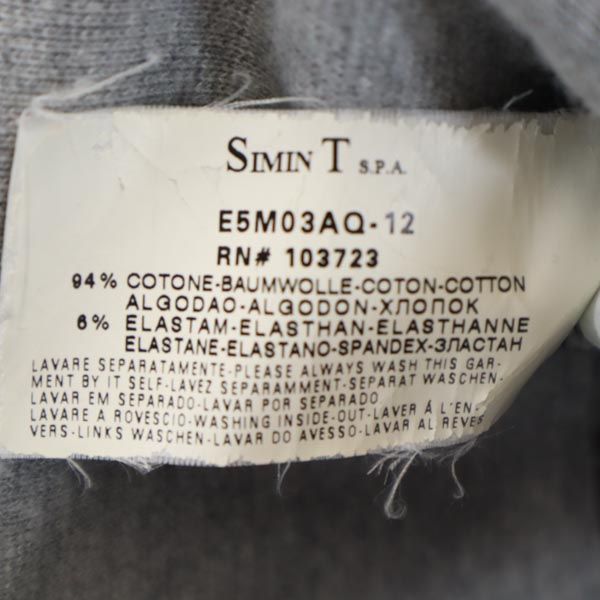 SIMIN T S.P.A.
E5M03AQ-12
RN# 103723
94% COTONE-BAUMWOLLE-COTON-COTTON
ALGODAO-ALGODON-ХЛОПОК
6% ELASTAM-ELASTHAN-ELASTHANNE
ELASTANE-ELASTANO-SPANDEX-ЭЛАСТАН
LAVARE SEPARATAMENTE-PLEASE ALWAYS WASH THIS GAR-
MENT BY IT SELF-LAVEZ SEPARAMMENT-SEPARAT WASCHEN-
LAVAR EM SEPARADO-LAVAR POR SEPARADO
LAVARE A ROVESCIO-WASHING INSIDE-OUT-LAVER Á L'EN-
VERS-LINKS WASCHEN-LAVAR DO AVESSO-LAVAR AL REVES